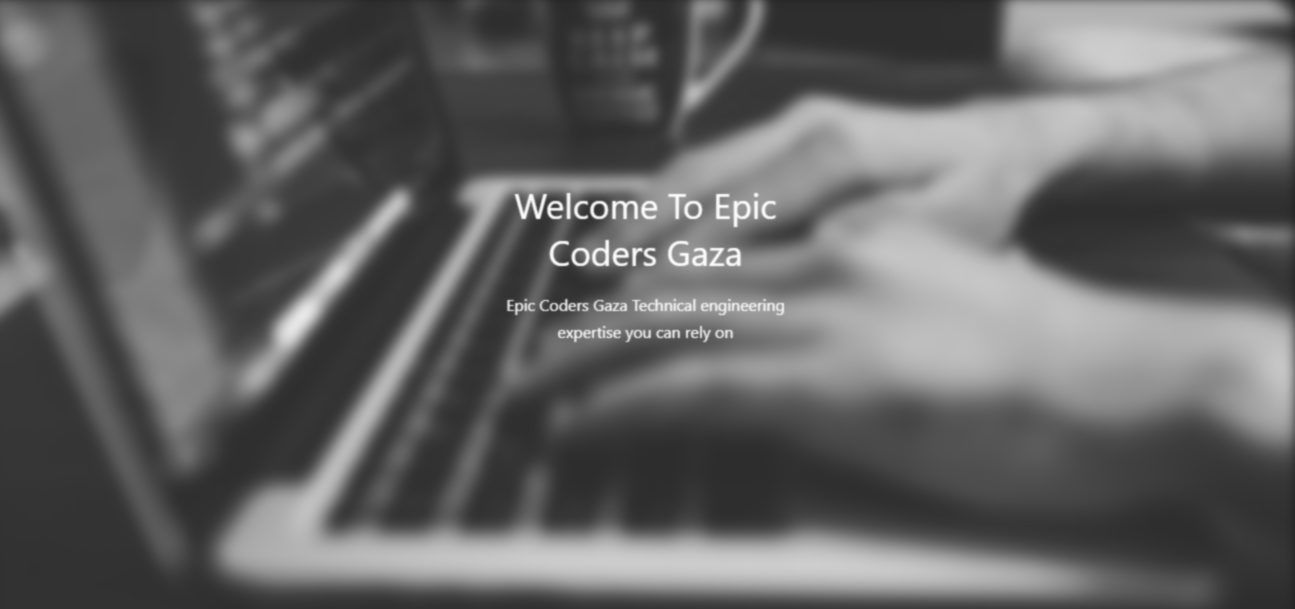 Welcome To Epic
Coders Gaza
Epic Coders Gaza Technical engineering
expertise you can rely on